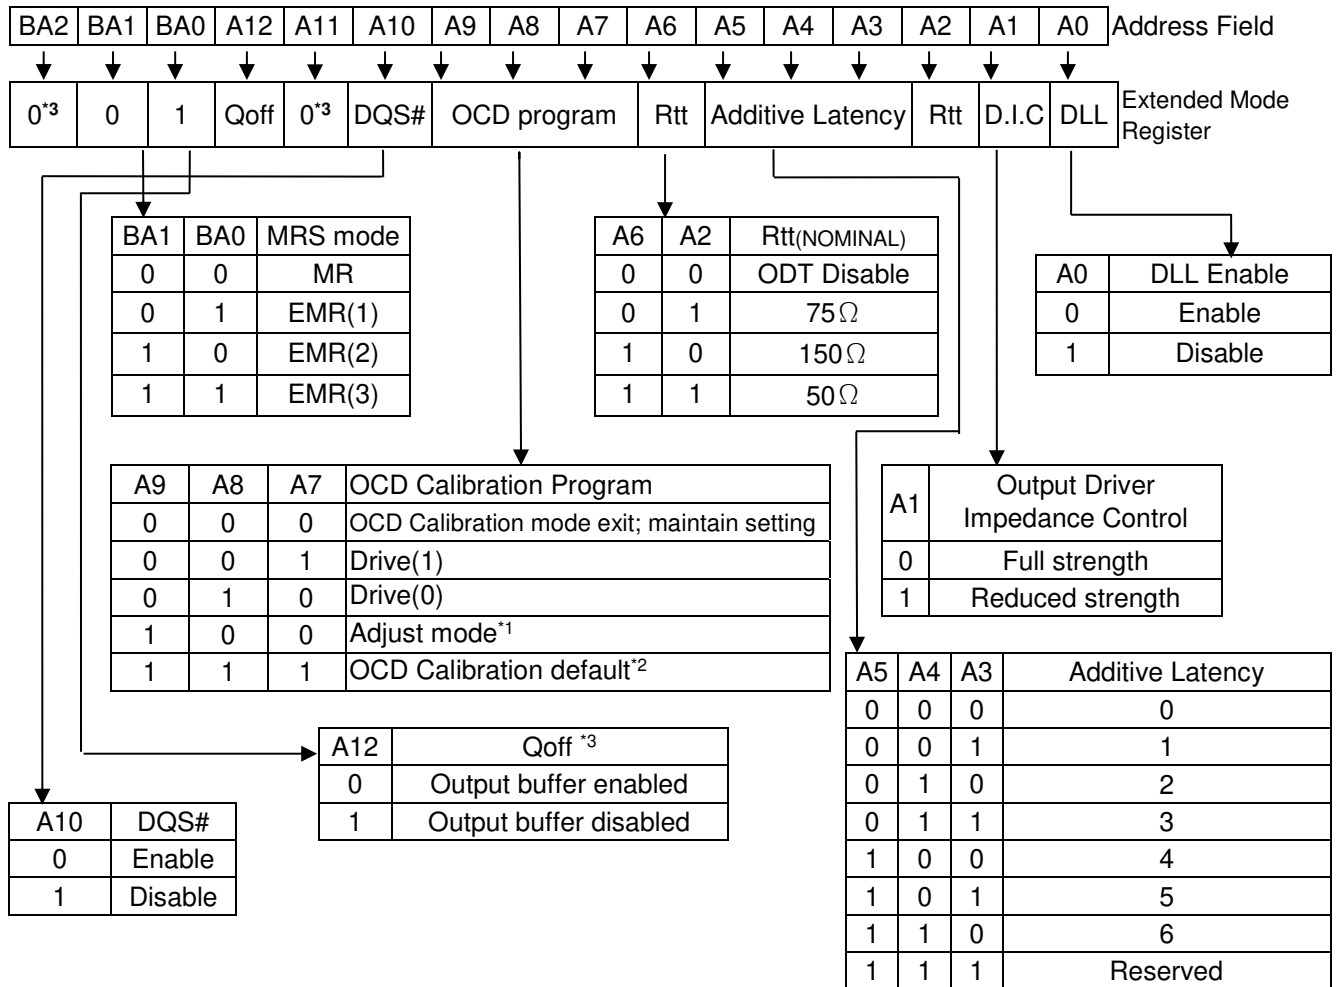 BA2 BA1 BA0 A12 A11 A10 A9 A8 A7 A6 A5 A4 A3 A2 A1 A0 Address Field
0*3 0 1 Qoff 0*3 DQS# OCD program Rtt Additive Latency Rtt D.I.C DLL Extended Mode Register
BA1 BA0 MRS mode
0 0 MR
0 1 EMR(1)
1 0 EMR(2)
1 1 EMR(3)
A6 A2 Rtt(NOMINAL)
0 0 ODT Disable
0 1 75Ω
1 0 150Ω
1 1 50Ω
A0 DLL Enable
0 Enable
1 Disable
A9 A8 A7 OCD Calibration Program
0 0 0 OCD Calibration mode exit; maintain setting
0 0 1 Drive(1)
0 1 0 Drive(0)
1 0 0 Adjust mode*1
1 1 1 OCD Calibration default*2
A1 Output Driver Impedance Control
0 Full strength
1 Reduced strength
A5 A4 A3 Additive Latency
0 0 0 0
0 0 1 1
0 1 0 2
0 1 1 3
1 0 0 4
1 0 1 5
1 1 0 6
1 1 1 Reserved
A12 Qoff *3
0 Output buffer enabled
1 Output buffer disabled
A10 DQS#
0 Enable
1 Disable